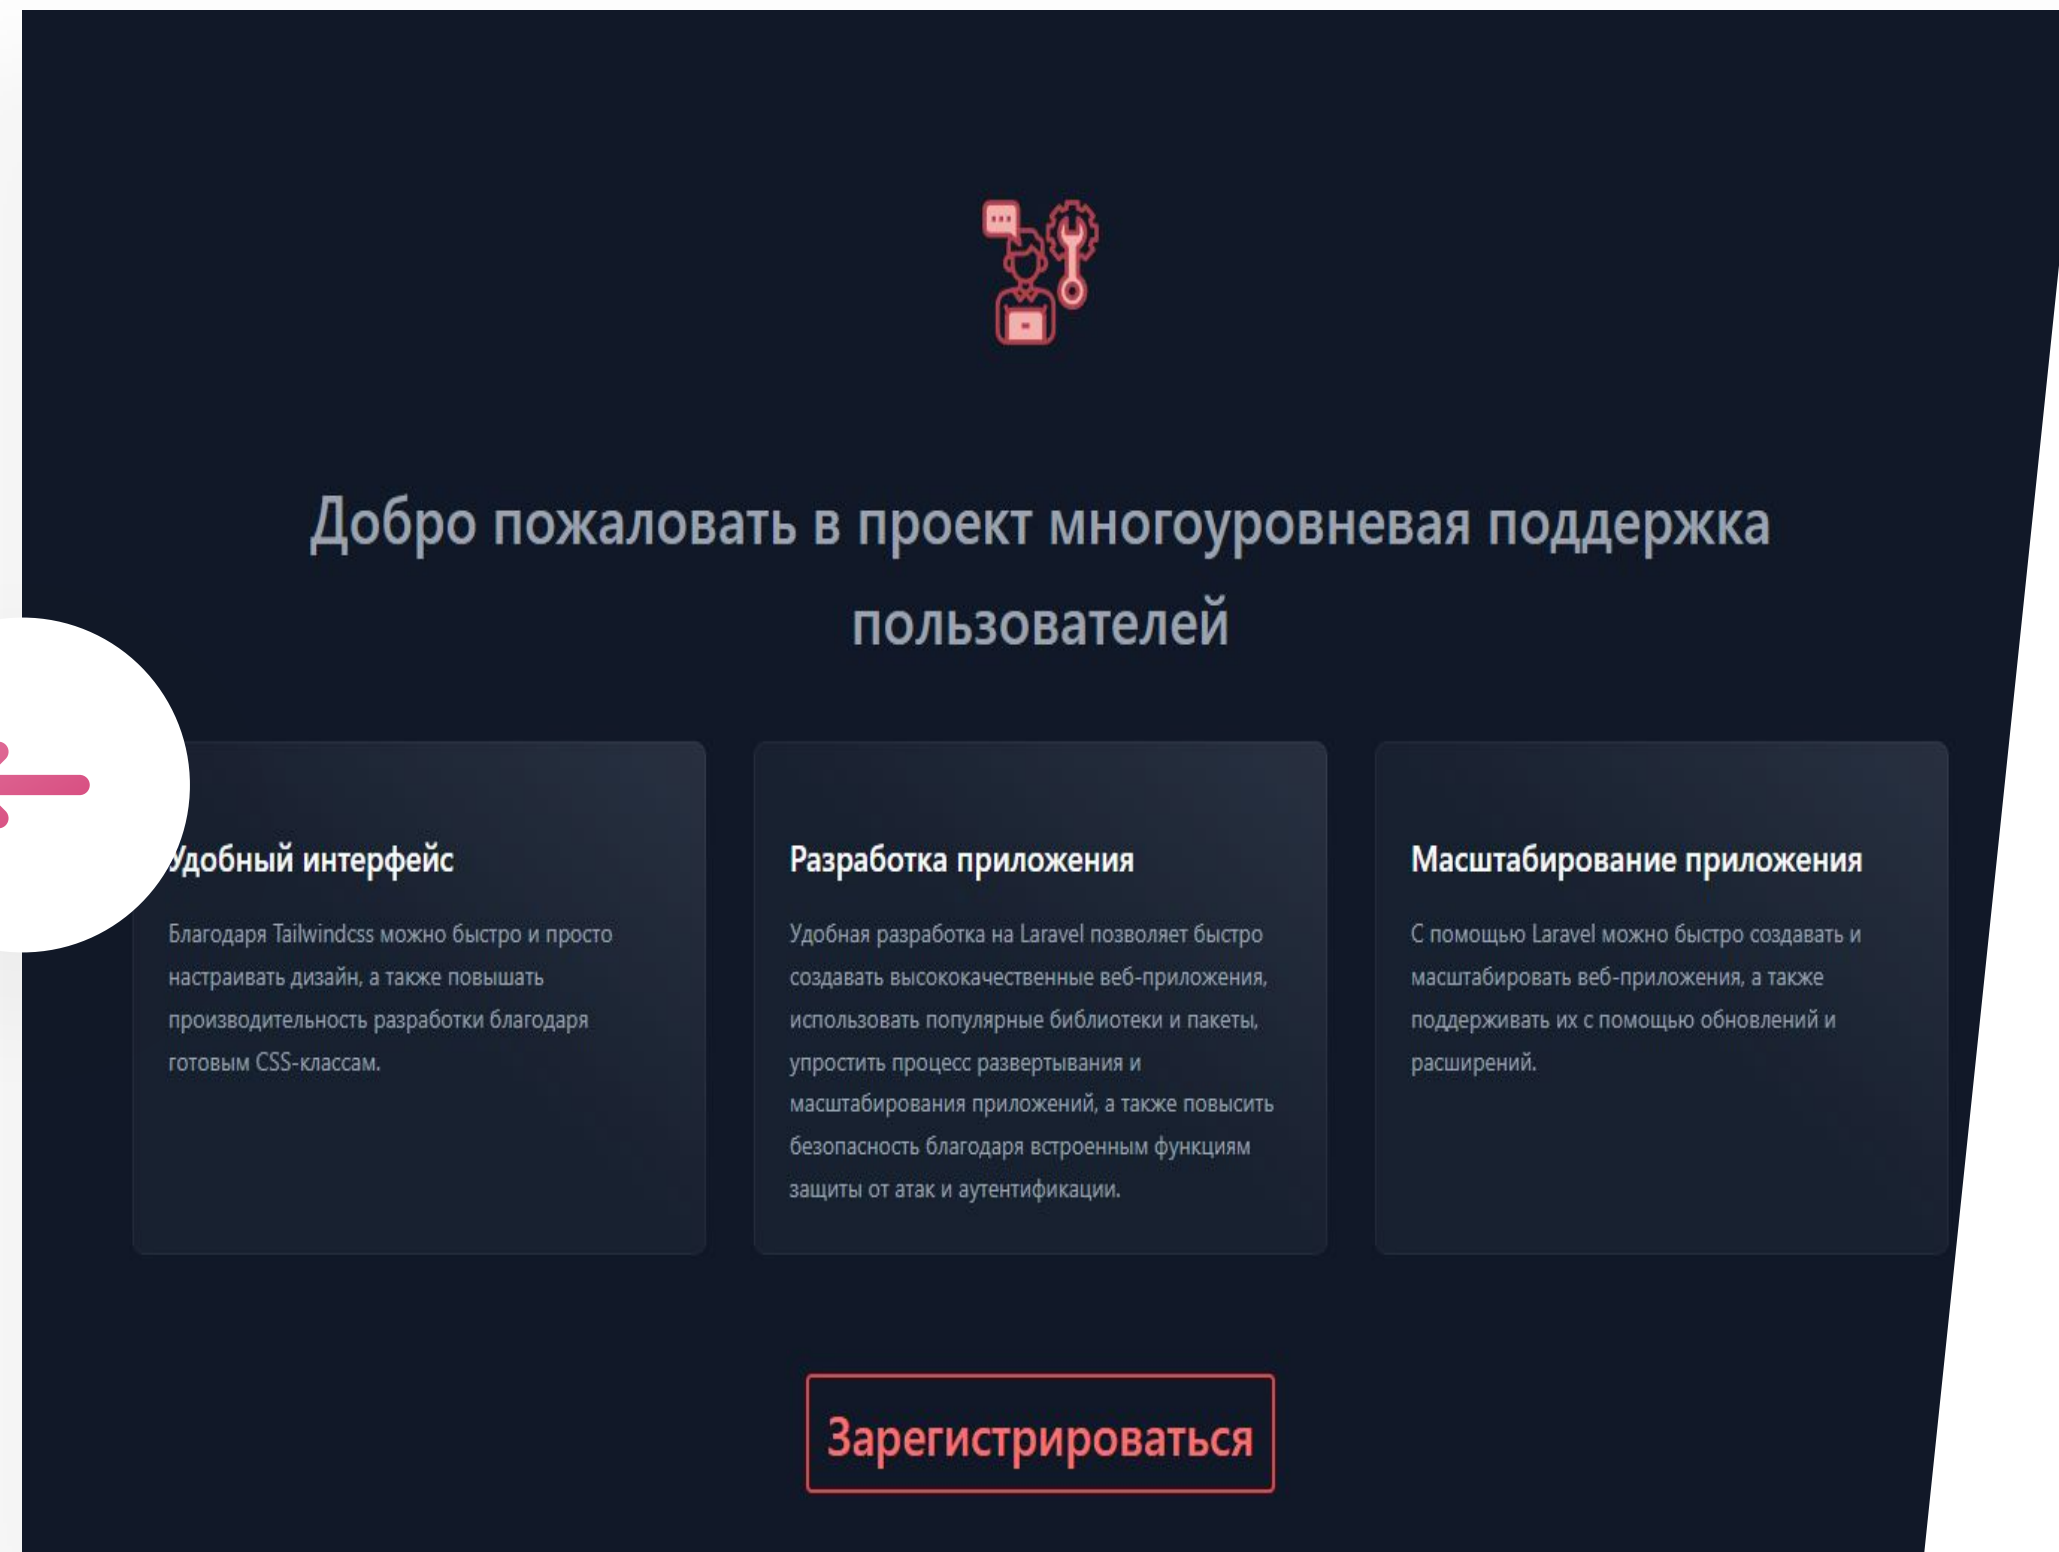 Добро пожаловать в проект многоуровневая поддержка
пользователей
Удобный интерфейс
Благодаря Tailwindcss можно быстро и просто
настраивать дизайн, а также повышать
производительность разработки благодаря
готовым CSS-классам.
Разработка приложения
Удобная разработка на Laravel позволяет быстро
создавать высококачественные веб-приложения,
использовать популярные библиотеки и пакеты,
упростить процесс развертывания и
масштабирования приложений, а также повысить
безопасность благодаря встроенным функциям
защиты от атак и аутентификации.
Масштабирование приложения
С помощью Laravel можно быстро создавать и
масштабировать веб-приложения, а также
поддерживать их с помощью обновлений и
расширений.
Зарегистрироваться